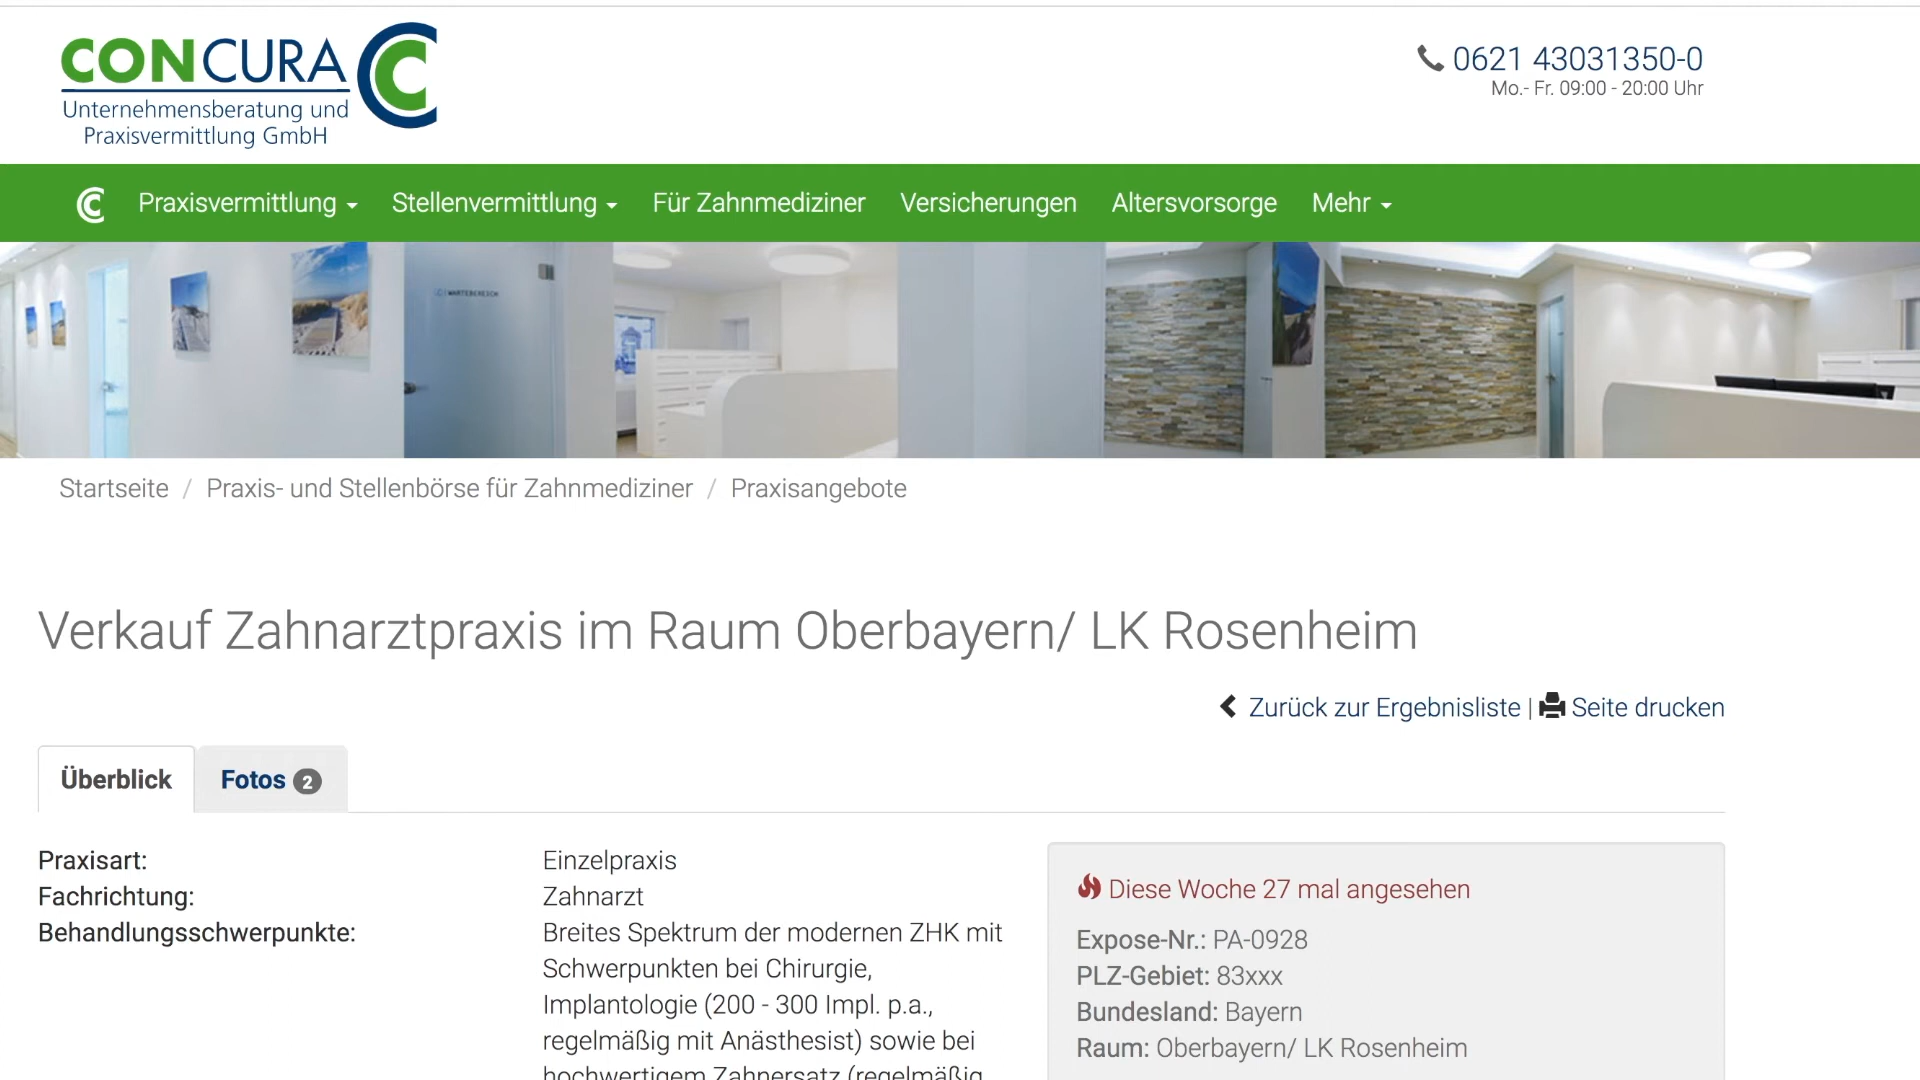 CONCURA
Unternehmensberatung und
Praxisvermittlung GmbH
0621 43031350-0
Mo.- Fr. 09:00 - 20:00 Uhr
Praxisvermittlung Stellenvermittlung Für Zahnmediziner Versicherungen Altersvorsorge Mehr
WARTEBEREICH
Startseite / Praxis- und Stellenbörse für Zahnmediziner / Praxisangebote
Verkauf Zahnarztpraxis im Raum Oberbayern/ LK Rosenheim
Zurück zur Ergebnisliste | Seite drucken
Überblick Fotos 2
Praxisart: Einzelpraxis
Fachrichtung: Zahnarzt
Behandlungsschwerpunkte: Breites Spektrum der modernen ZHK mit
Schwerpunkten bei Chirurgie,
Implantologie (200 - 300 Impl. p.a.,
regelmäßig mit Anästhesist) sowie bei
hochwertigem Zahnersatz (regelmäßig
Diese Woche 27 mal angesehen
Expose-Nr.: PA-0928
PLZ-Gebiet: 83xxx
Bundesland: Bayern
Raum: Oberbayern/ LK Rosenheim